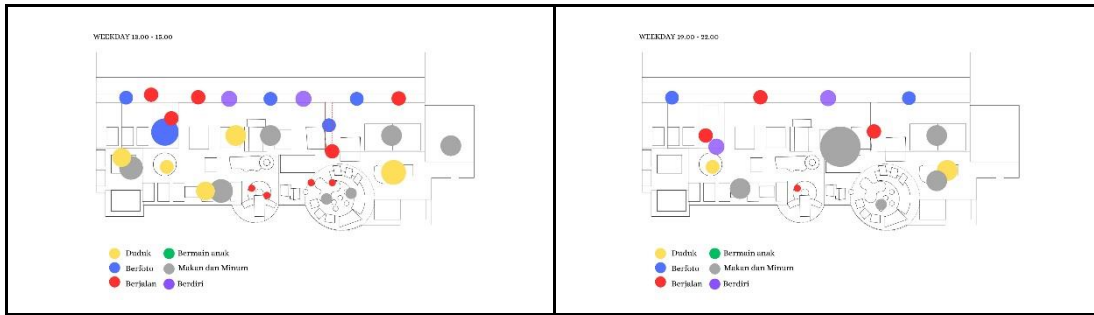 WEEKDAY 13.00 - 15.00
Duduk
Bermain anak
Berfoto
Makan dan Minum
Berjalan
Berdiri
WEEKDAY 19.00 - 22.00
Duduk
Bermain anak
Berfoto
Makan dan Minum
Berjalan
Berdiri